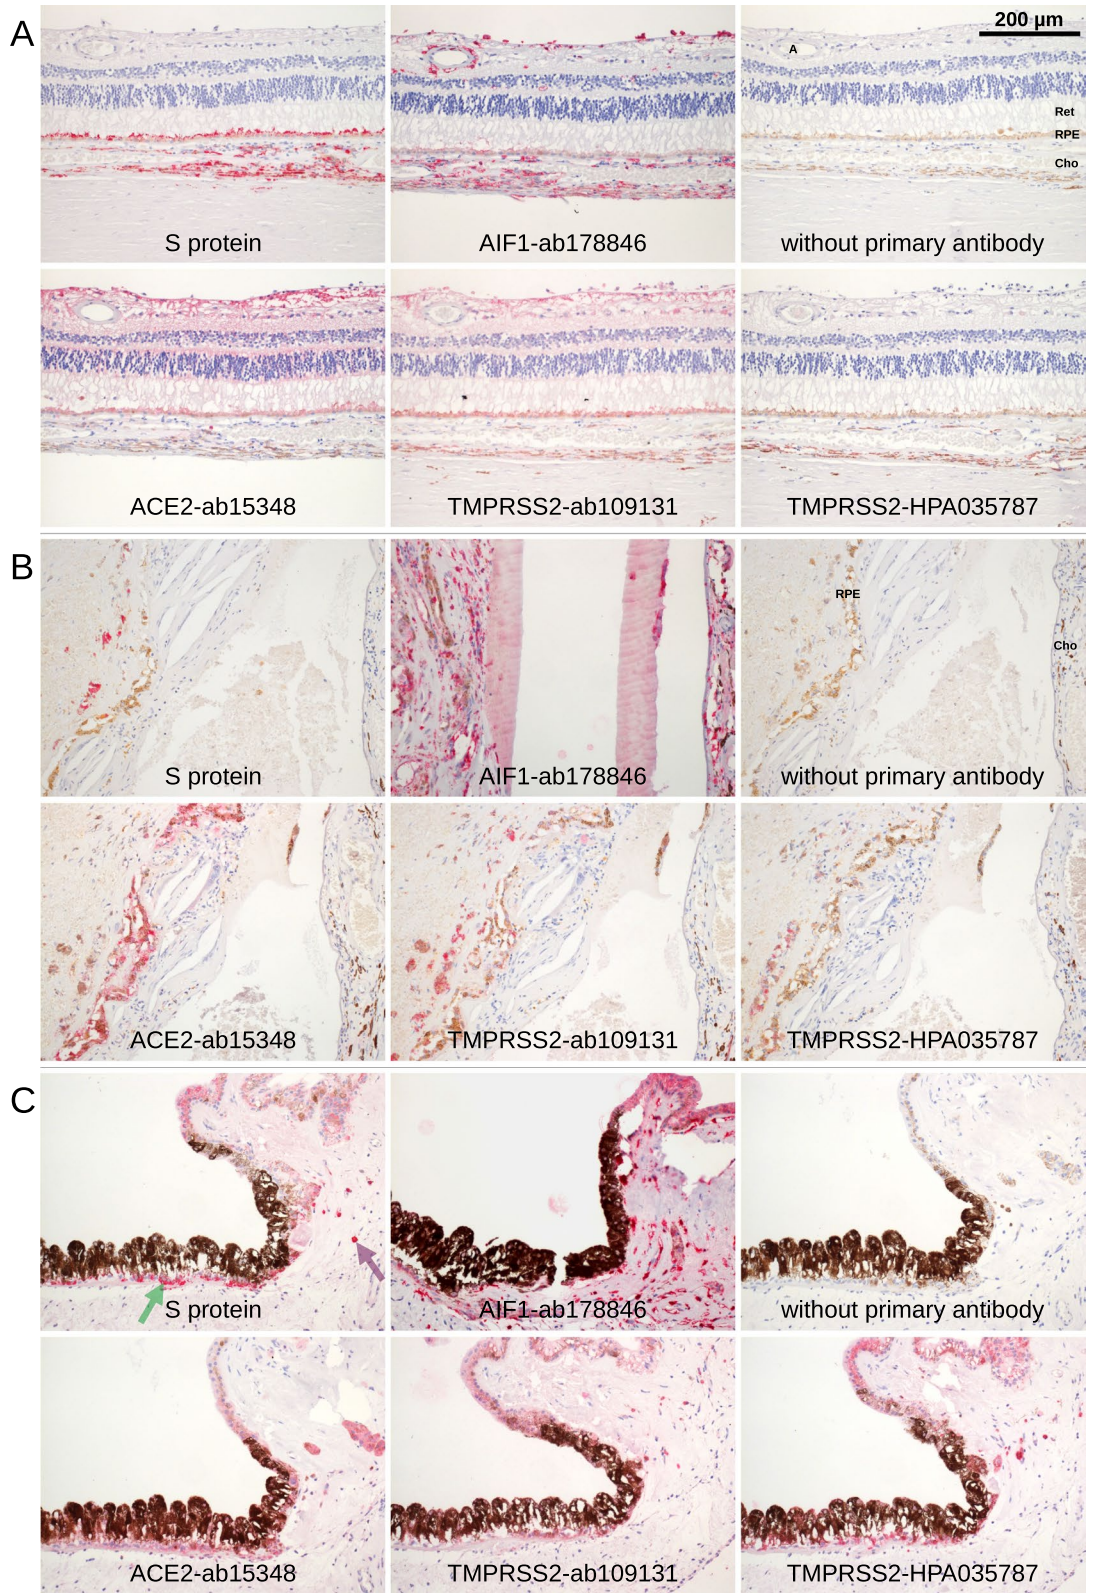 A
200 µm
A
Ret
RPE
Cho
S protein
AIF1-ab178846
without primary antibody
ACE2-ab15348
TMPRSS2-ab109131
TMPRSS2-HPA035787
B
RPE
Cho
S protein
AIF1-ab178846
without primary antibody
ACE2-ab15348
TMPRSS2-ab109131
TMPRSS2-HPA035787
C
S protein
AIF1-ab178846
without primary antibody
ACE2-ab15348
TMPRSS2-ab109131
TMPRSS2-HPA035787